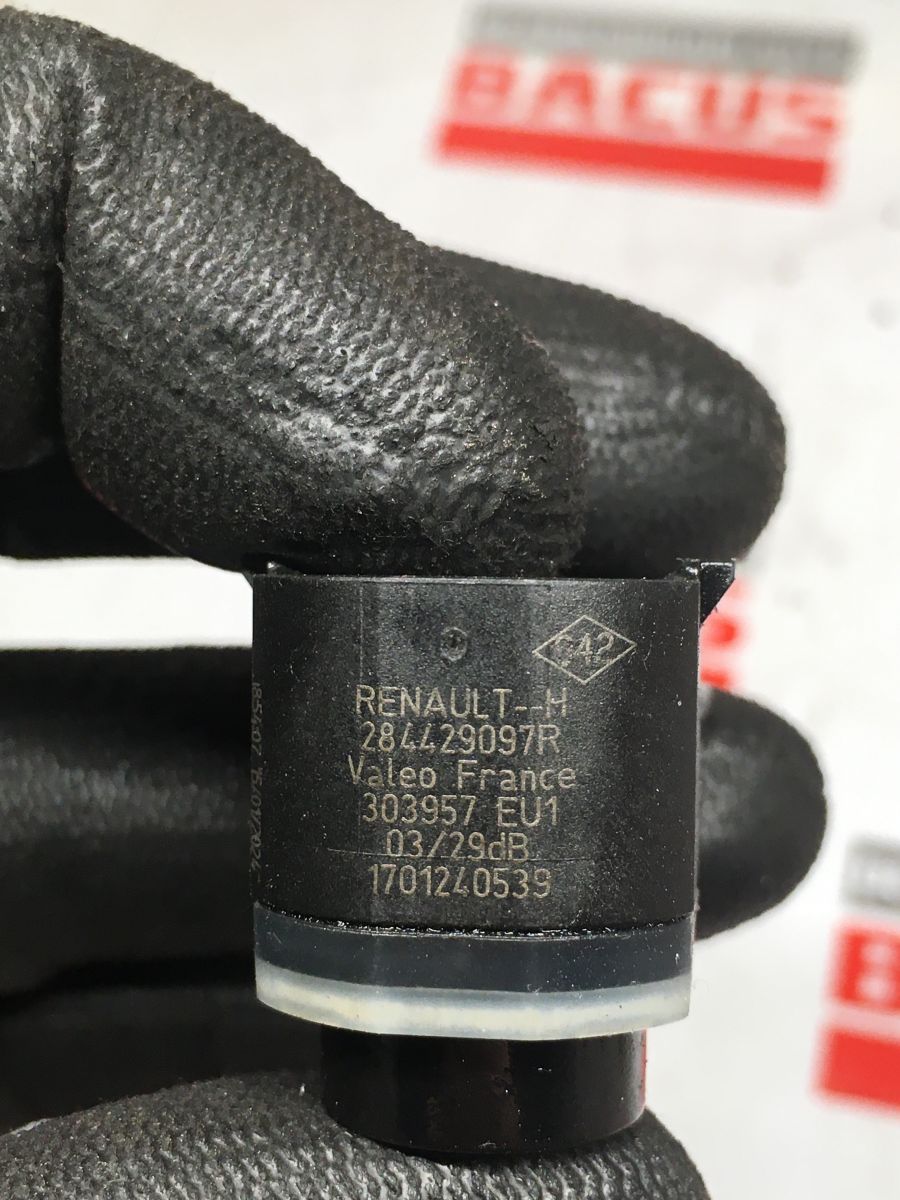 BACUS
C42
RENAULT--H
284429097R
Valeo France
303957 EU1
03/29dB
1701240539
B